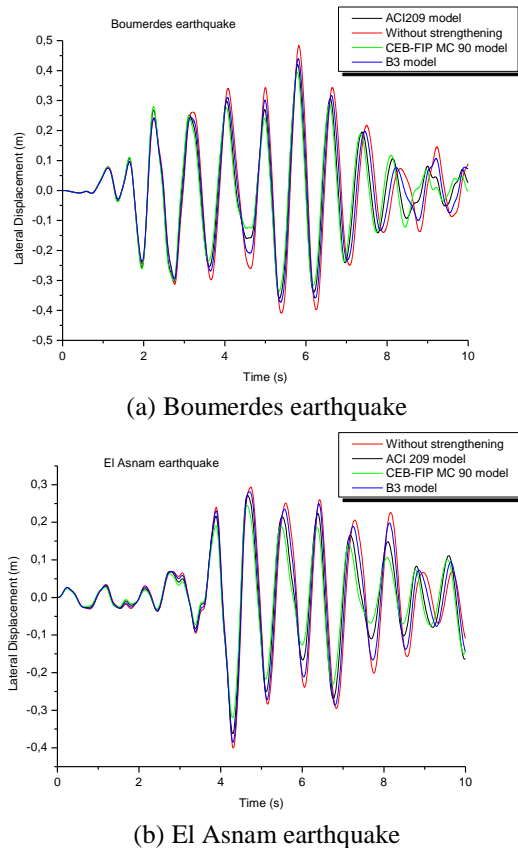 Boumerdes earthquake
ACI209 model
Without strengthening
CEB-FIP MC 90 model
B3 model
Lateral Displacement (m)
0,5
0,4
0,3
0,2
0,1
0,0
-0,1
-0,2
-0,3
-0,4
-0,5
0 2 4 6 8 10
Time (s)
(a) Boumerdes earthquake
El Asnam earthquake
Without strengthening
ACI 209 model
CEB-FIP MC 90 model
B3 model
Lateral Displacement (m)
0,3
0,2
0,1
0,0
-0,1
-0,2
-0,3
-0,4
0 2 4 6 8 10
Time (s)
(b) El Asnam earthquake